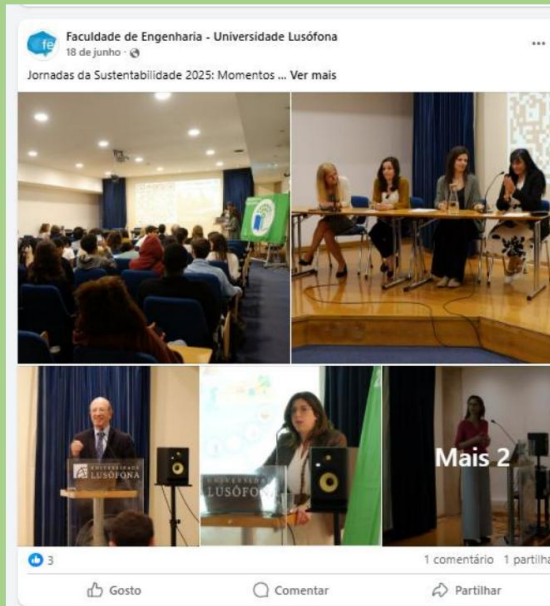 fe
Faculdade de Engenharia - Universidade Lusófona
18 de junho ·
Jornadas da Sustentabilidade 2025: Momentos ... Ver mais
UNIVERSIDADE
LUSÓFONA
UNIVERSIDADE
LUSÓFONA
Mais 2
3
1 comentário 1 partilha
Gosto
Comentar
Partilhar